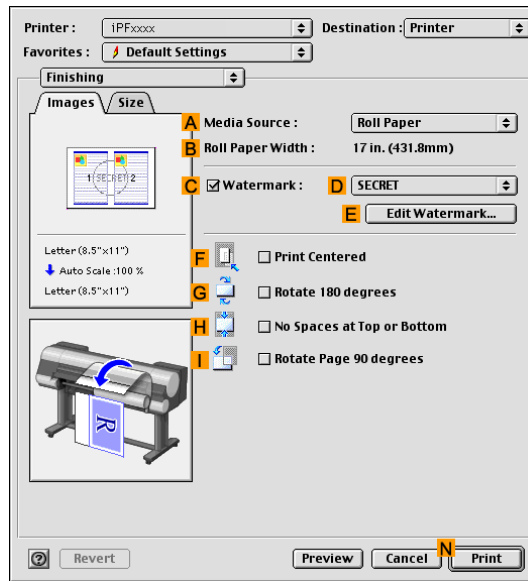 Printer : iPFxxxx Destination : Printer
Favorites : Default Settings
Finishing
Images Size
A Media Source : Roll Paper
B Roll Paper Width : 17 in. (431.8mm)
1 SECRET 2
C Watermark : D SECRET
E Edit Watermark...
Letter (8.5"x11")
Auto Scale :100 %
Letter (8.5"x11")
F Print Centered
G Rotate 180 degrees
H No Spaces at Top or Bottom
I Rotate Page 90 degrees
R
N
? Revert Preview Cancel Print